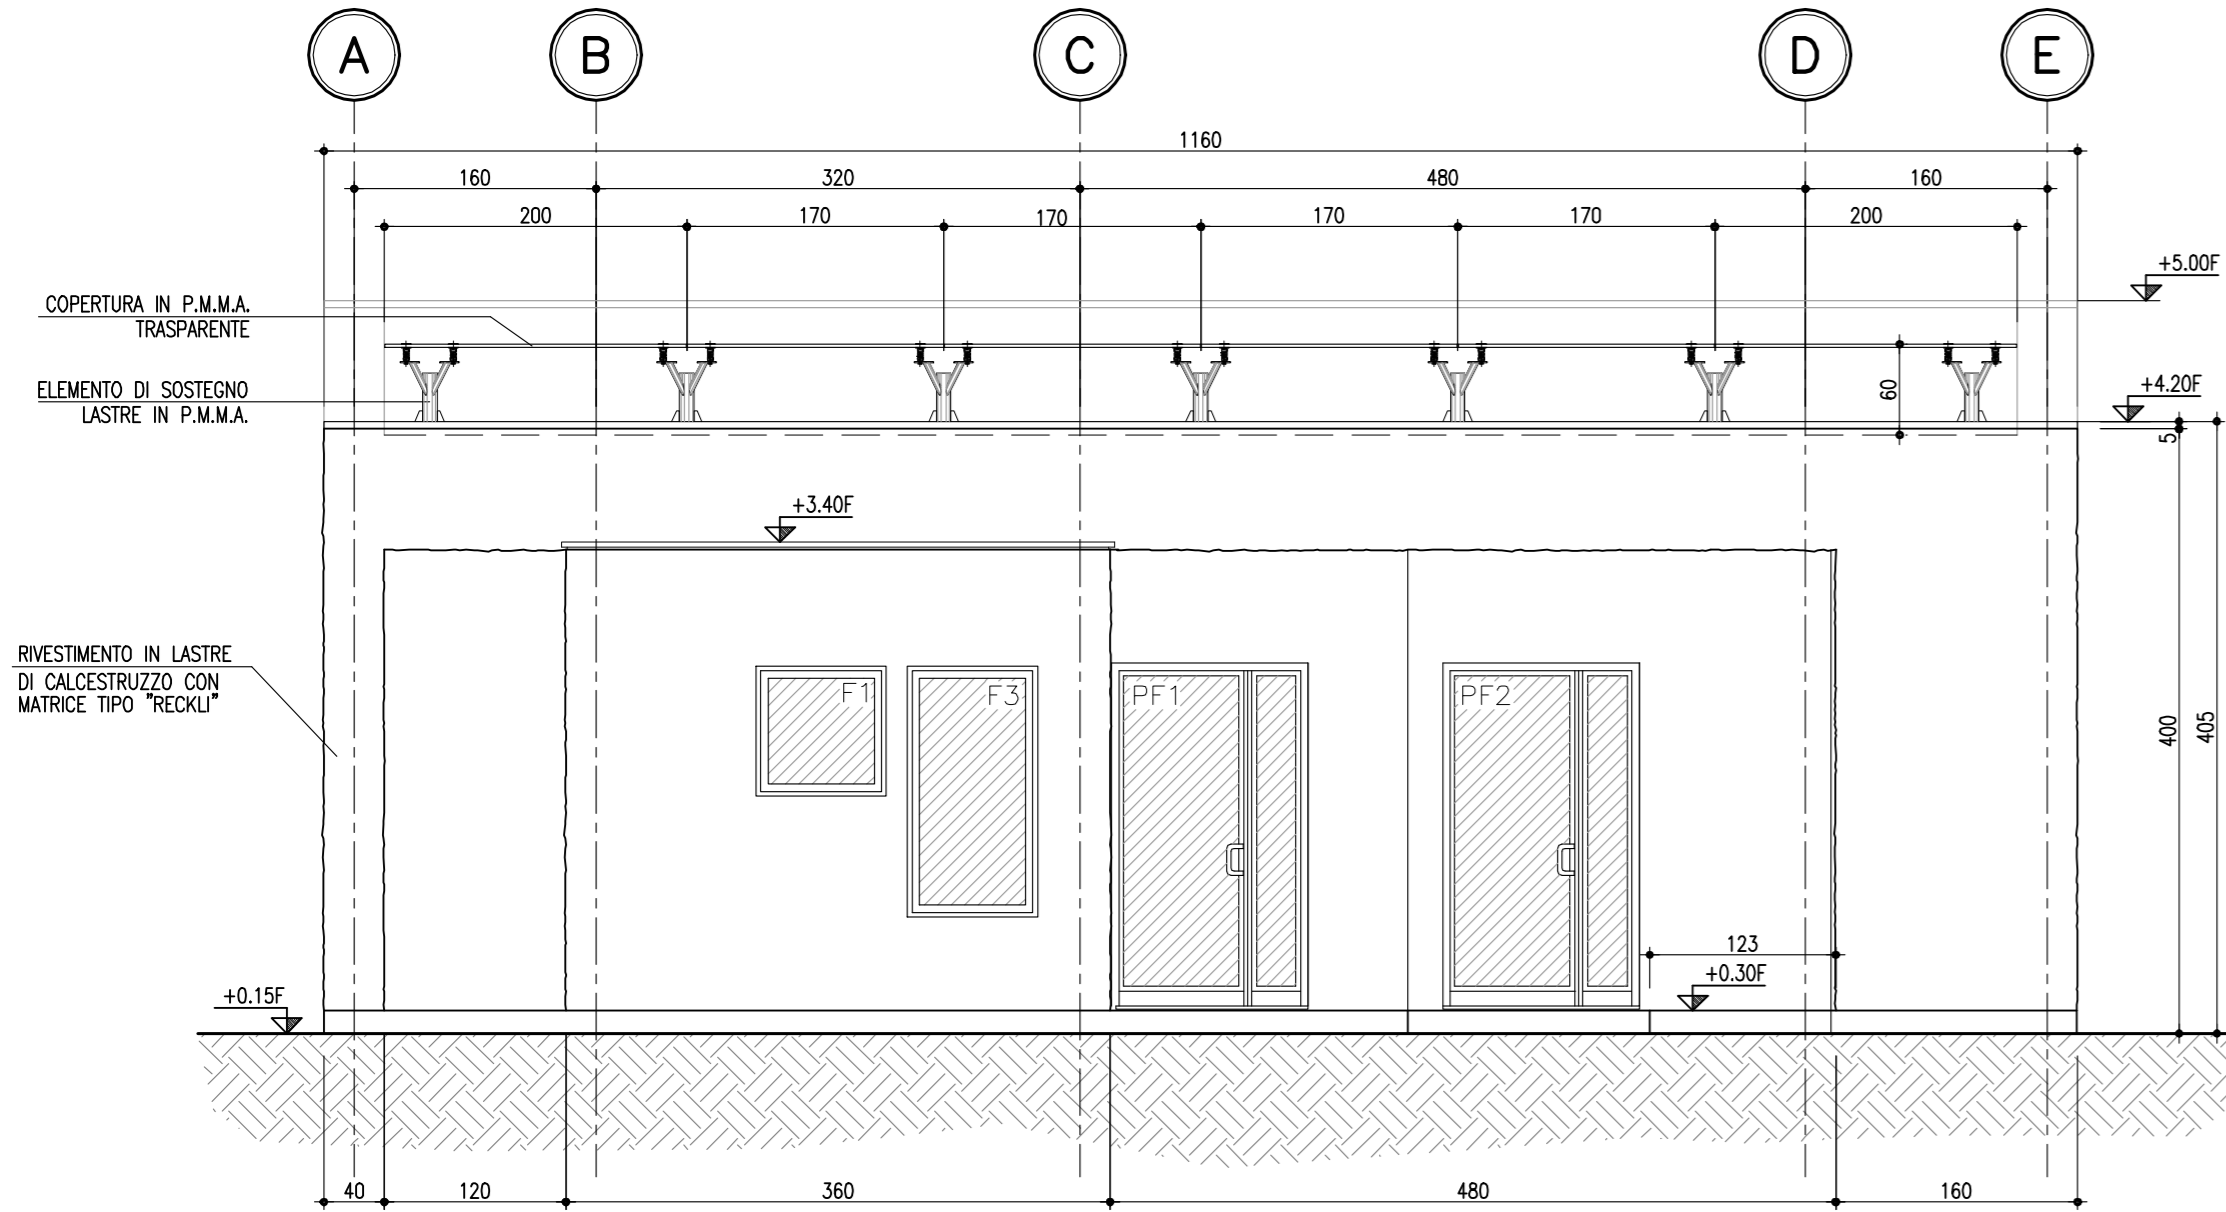 A B C D E
1160
160 320 480 160
200 170 170 170 170 200
+5.00F
COPERTURA IN P.M.M.A.
TRASPARENTE
ELEMENTO DI SOSTEGNO
LASTRE IN P.M.M.A.
60
+4.20F
5
+3.40F
RIVESTIMENTO IN LASTRE
DI CALCESTRUZZO CON
MATRICE TIPO "RECKLI"
F1 F3 PF1 PF2
400 405
123
+0.15F +0.30F
40 120 360 480 160